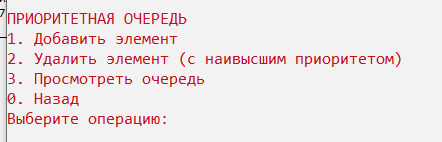 ПРИОРИТЕТНАЯ ОЧЕРЕДЬ
1. Добавить элемент
2. Удалить элемент (с наивысшим приоритетом)
3. Просмотреть очередь
0. Назад
Выберите операцию: